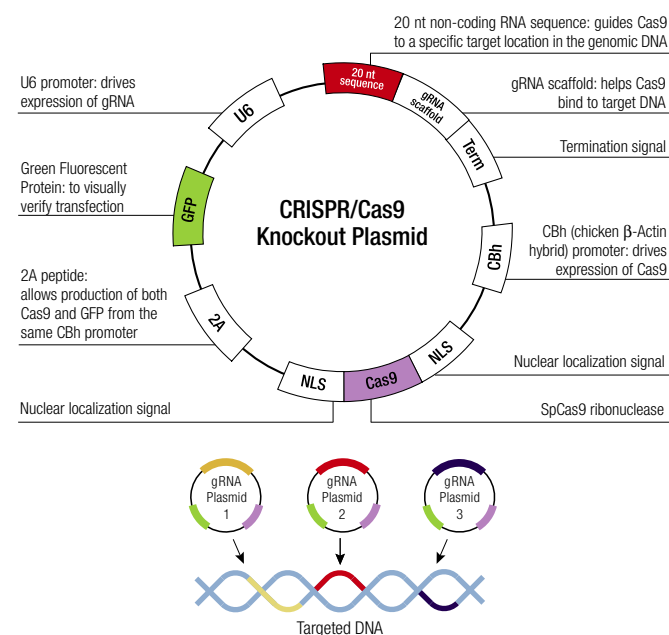 20 nt non-coding RNA sequence: guides Cas9
to a specific target location in the genomic DNA
U6 promoter: drives
expression of gRNA
gRNA scaffold: helps Cas9
bind to target DNA
Termination signal
Green Fluorescent
Protein: to visually
verify transfection
CBh (chicken β-Actin
hybrid) promoter: drives
expression of Cas9
2A peptide:
allows production of both
Cas9 and GFP from the
same CBh promoter
Nuclear localization signal
Nuclear localization signal
SpCas9 ribonuclease
20 nt
sequence
gRNA
scaffold
Term
CBh
NLS
Cas9
NLS
2A
GFP
U6
CRISPR/Cas9
Knockout Plasmid
gRNA
Plasmid
1
gRNA
Plasmid
2
gRNA
Plasmid
3
Targeted DNA